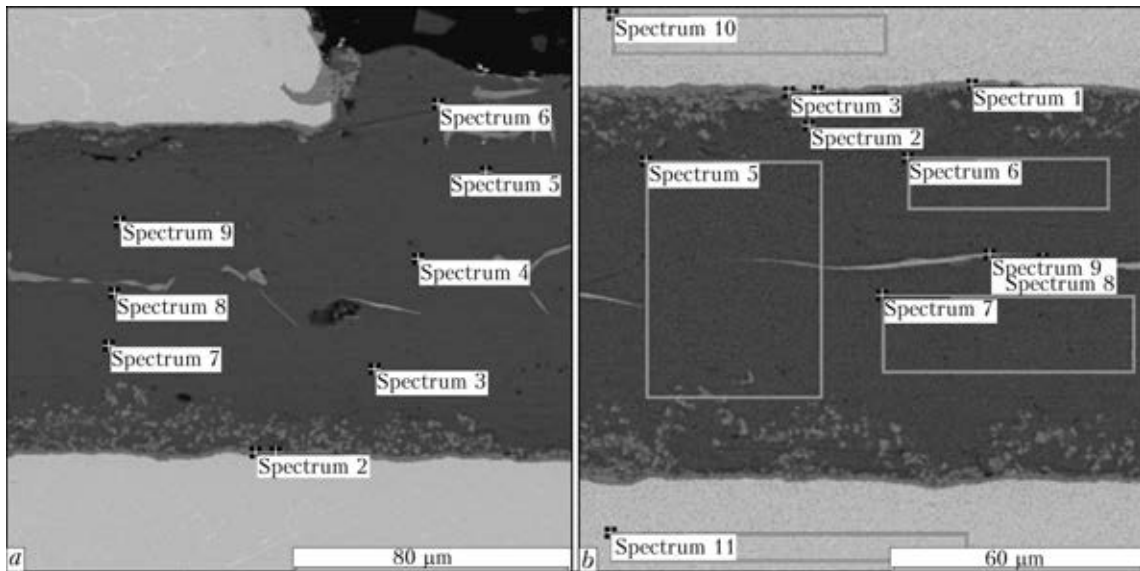 Spectrum 6
Spectrum 5
Spectrum 9
Spectrum 4
Spectrum 8
Spectrum 7
Spectrum 3
Spectrum 2
a
80 μm
Spectrum 10
Spectrum 1
Spectrum 3
Spectrum 2
Spectrum 5
Spectrum 6
Spectrum 9
Spectrum 8
Spectrum 7
Spectrum 11
b
60 μm